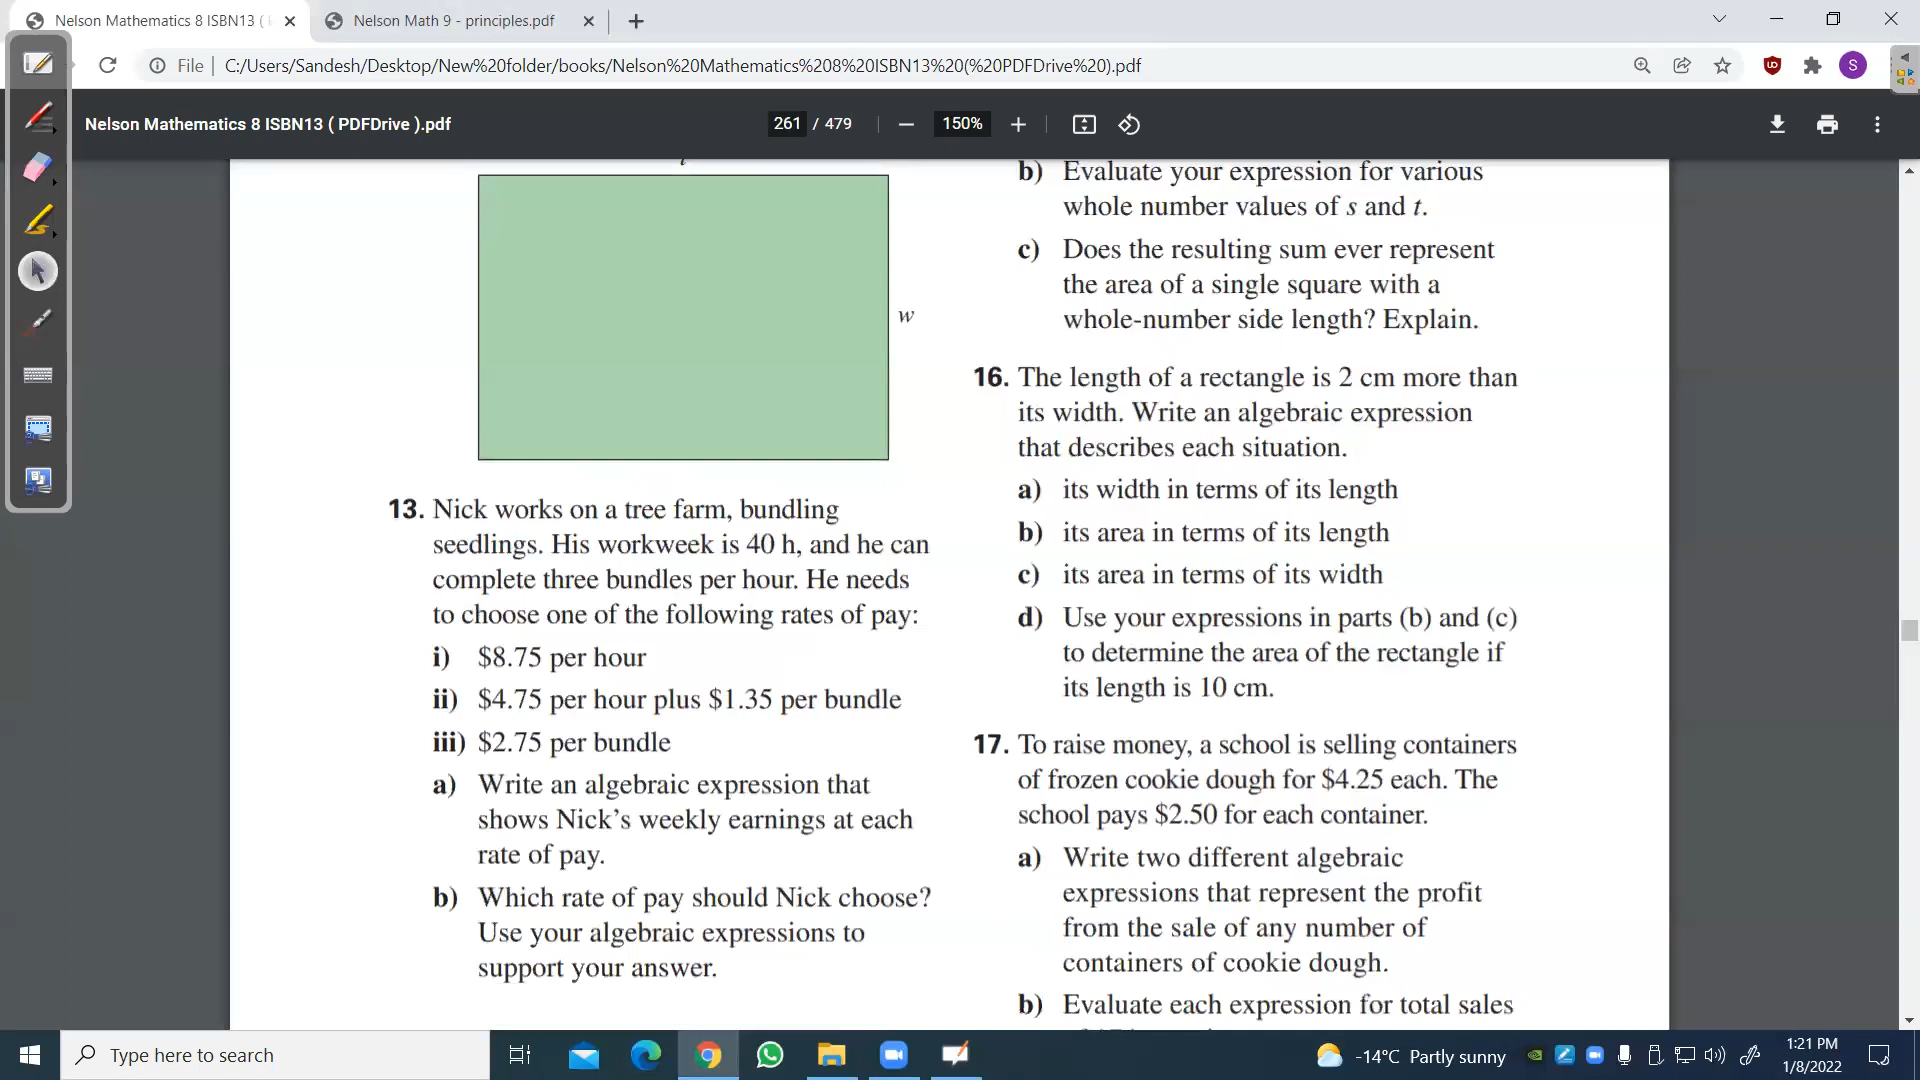 Nelson Mathematics 8 ISBN13 (
Nelson Math 9 - principles.pdf
File
C:/Users/Sandesh/Desktop/New%20folder/books/Nelson%20Mathematics%208%20ISBN13%20(%20PDFDrive%20).pdf
S
Nelson Mathematics 8 ISBN13 ( PDFDrive ).pdf
261 / 479
150%
w
13. Nick works on a tree farm, bundling
seedlings. His workweek is 40 h, and he can
complete three bundles per hour. He needs
to choose one of the following rates of pay:
i) $8.75 per hour
ii) $4.75 per hour plus $1.35 per bundle
iii) $2.75 per bundle
a) Write an algebraic expression that
shows Nick’s weekly earnings at each
rate of pay.
b) Which rate of pay should Nick choose?
Use your algebraic expressions to
support your answer.
b) Evaluate your expression for various
whole number values of s and t.
c) Does the resulting sum ever represent
the area of a single square with a
whole-number side length? Explain.
16. The length of a rectangle is 2 cm more than
its width. Write an algebraic expression
that describes each situation.
a) its width in terms of its length
b) its area in terms of its length
c) its area in terms of its width
d) Use your expressions in parts (b) and (c)
to determine the area of the rectangle if
its length is 10 cm.
17. To raise money, a school is selling containers
of frozen cookie dough for $4.25 each. The
school pays $2.50 for each container.
a) Write two different algebraic
expressions that represent the profit
from the sale of any number of
containers of cookie dough.
b) Evaluate each expression for total sales
Type here to search
-14°C Partly sunny
1:21 PM
1/8/2022